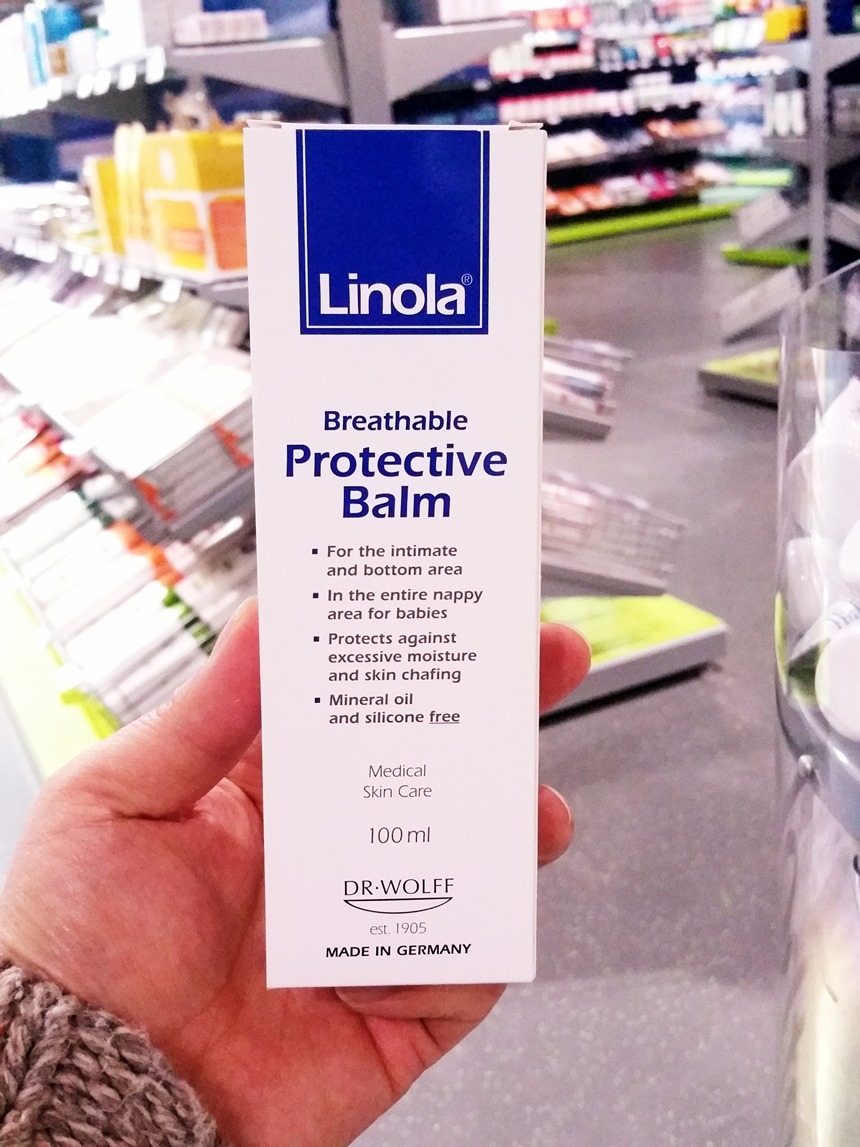 Linola®
Breathable
Protective
Balm
▪ For the intimate
and bottom area
▪ In the entire nappy
area for babies
▪ Protects against
excessive moisture
and skin chafing
▪ Mineral oil
and silicone free
Medical
Skin Care
100 ml
DR·WOLFF
est. 1905
MADE IN GERMANY